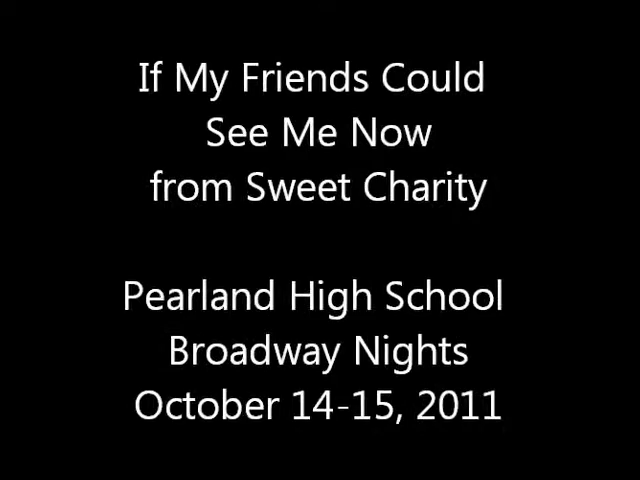 If My Friends Could
See Me Now
from Sweet Charity
Pearland High School
Broadway Nights
October 14-15, 2011